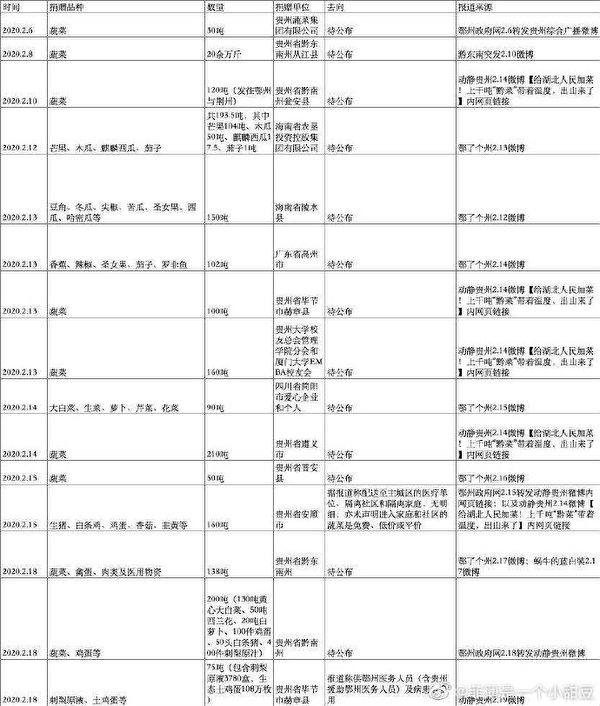 时间 捐赠品种 数量 捐赠单位 去向 报道来源
2020.2.6 蔬菜 30吨 贵州蔬菜集团有限公司 待公布 鄂州政府网2.6转发贵州综合广播微博
2020.2.8 蔬菜 20余万斤 贵州省黔东南州从江县 待公布 黔东南突发2.10微博
2020.2.10 蔬菜 120吨（发往鄂州与荆州） 贵州省黔南州瓮安县 待公布 动静贵州2.14微博【给湖北人民加菜！上千吨“黔菜”带着温度，出山来了】内网页链接
2020.2.12 芒果、木瓜、麒麟西瓜、茄子 共193.5吨，其中芒果104吨、木瓜50吨、麒麟西瓜17.5、茄子1吨 海南省农垦投资控股集团有限公司 待公布 鄂了个州2.13微博
2020.2.13 豆角、冬瓜、尖椒、苦瓜、圣女果、西瓜、哈密瓜等 150吨 海南省陵水县 待公布 鄂了个州2.12微博
2020.2.13 香蕉、辣椒、圣女果、茄子、罗非鱼 102吨 广东省高州市 待公布 鄂了个州2.14微博
2020.2.13 蔬菜 100吨 贵州省毕节市赫章县 待公布 动静贵州2.14微博【给湖北人民加菜！上千吨“黔菜”带着温度，出山来了】内网页链接
2020.2.13 蔬菜 160吨 贵州大学校友总会管理学院分会和厦门大学EMBA校友会 待公布 动静贵州2.14微博【给湖北人民加菜！上千吨“黔菜”带着温度，出山来了】内网页链接
2020.2.14 大白菜、生菜、萝卜、芹菜、花菜 90吨 四川省简阳市爱心企业和个人 待公布 鄂了个州2.15微博
2020.2.14 蔬菜 210吨 贵州省遵义市 待公布 动静贵州2.14微博【给湖北人民加菜！上千吨“黔菜”带着温度，出山来了】内网页链接
2020.2.15 蔬菜 50吨 贵州省普安县 待公布 鄂了个州2.16微博
2020.2.15 生猪、白条鸡、鸡蛋、香菇、韭黄等 160吨 贵州省安顺市 据报道称配送至主城区的医疗单位、隔离社区和隔离家庭，无明细；亦未声明进入家庭和社区的蔬菜是免费、低价或平价 鄂州政府网2.15转发动静贵州微博内网页链接；以及动静贵州2.14微博【给湖北人民加菜！上千吨“黔菜”带着温度，出山来了】内网页链接
2020.2.18 蔬菜、禽蛋、肉类及医用物资 138吨 贵州省黔东南州 待公布 鄂了个州2.17微博；蜗牛的蓝白装2.17微博
2020.2.18 蔬菜、鸡蛋等 200吨（130吨黄心大白菜、50吨西兰花、20吨白萝卜、100件鸡蛋、50头白条猪、400件刺梨原汁） 贵州省黔南州 待公布 鄂州政府网2.18转发动静贵州微博
2020.2.18 刺梨原液、土鸡蛋等 75吨（包含刺梨原液3780盒，生态土鸡蛋108万枚） 贵州省毕节市赫章县 报道称供鄂州医务人员（含贵州援助鄂州医务人员）及病患 用 动静贵州2.19微博